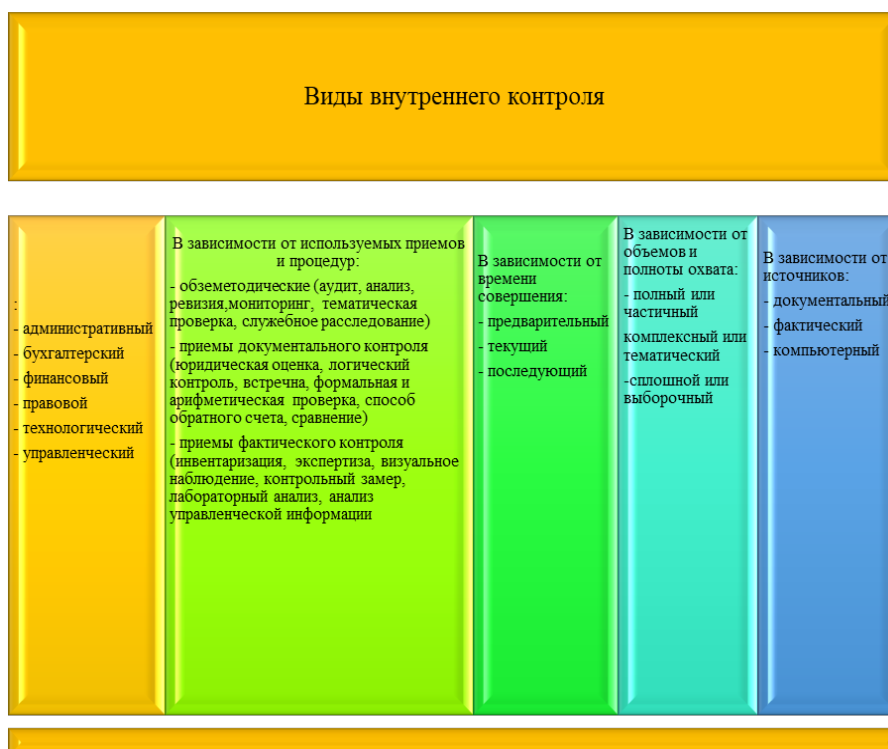 Виды внутреннего контроля
:
- административный
- бухгалтерский
- финансовый
- правовой
- технологический
- управленческий
В зависимости от используемых приемов
и процедур:
- обземетодические (аудит, анализ,
ревизия,мониторинг, тематическая
проверка, служебное расследование)
- приемы документального контроля
(юридическая оценка, логический
контроль, встречна, формальная и
арифметическая проверка, способ
обратного счета, сравнение)
- приемы фактического контроля
(инвентаризация, экспертиза, визуальное
наблюдение, контрольный замер,
лабораторный анализ, анализ
управленческой информации
В зависимости от
времени
совершения:
- предварительный
- текущий
- последующий
В зависимости от
объемов и
полноты охвата:
- полный или
частичный
комплексный или
тематический
-сплошной или
выборочный
В зависимости от
источников:
- документальный
- фактический
- компьютерный